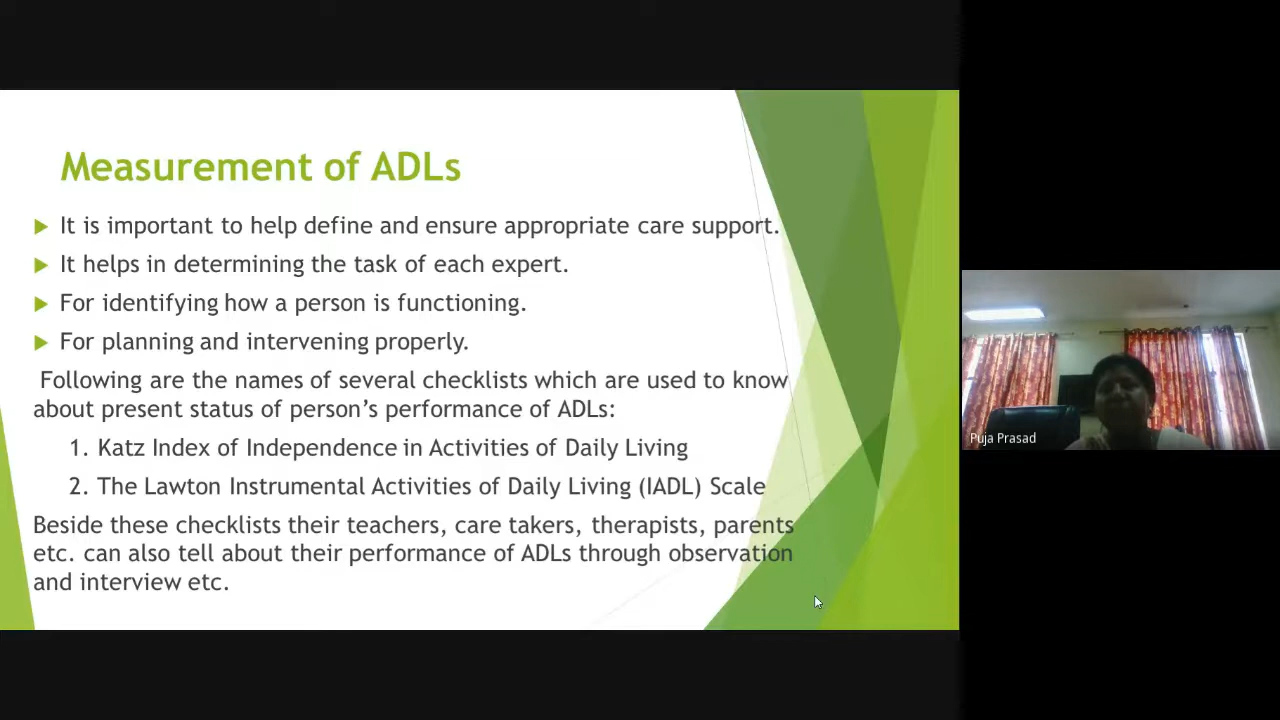 Measurement of ADLs
It is important to help define and ensure appropriate care support.
It helps in determining the task of each expert.
For identifying how a person is functioning.
For planning and intervening properly.
Following are the names of several checklists which are used to know
about present status of person’s performance of ADLs:
1. Katz Index of Independence in Activities of Daily Living
2. The Lawton Instrumental Activities of Daily Living (IADL) Scale
Beside these checklists their teachers, care takers, therapists, parents
etc. can also tell about their performance of ADLs through observation
and interview etc.
Puja Prasad